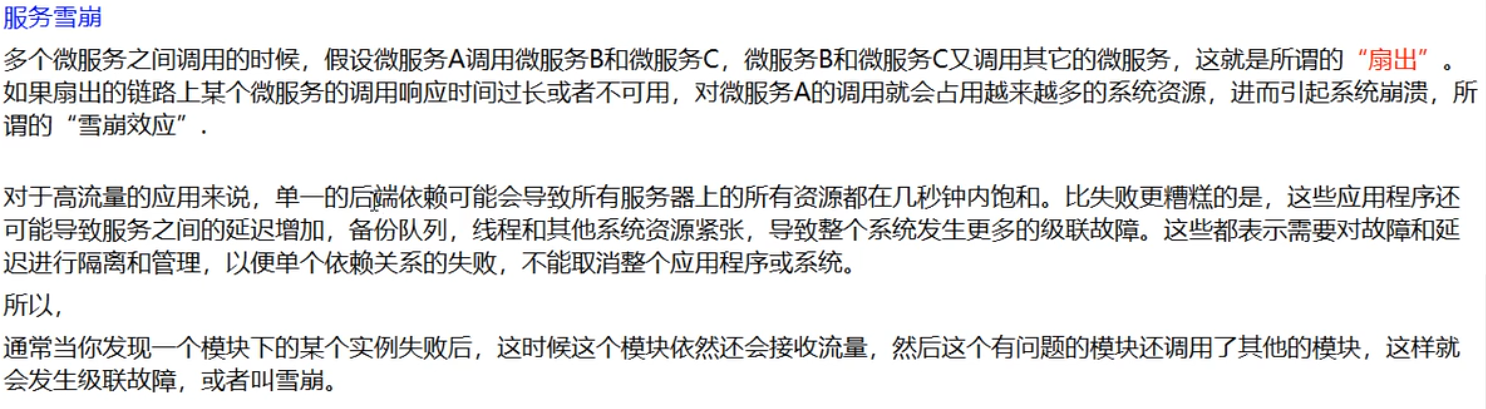 服务雪崩
多个微服务之间调用的时候，假设微服务A调用微服务B和微服务C，微服务B和微服务C又调用其它的微服务，这就是所谓的“扇出”。
如果扇出的链路上某个微服务的调用响应时间过长或者不可用，对微服务A的调用就会占用越来越多的系统资源，进而引起系统崩溃，所
谓的“雪崩效应”.
对于高流量的应用来说，单一的后端依赖可能会导致所有服务器上的所有资源都在几秒钟内饱和。比失败更糟糕的是，这些应用程序还
可能导致服务之间的延迟增加，备份队列，线程和其他系统资源紧张，导致整个系统发生更多的级联故障。这些都表示需要对故障和延
迟进行隔离和管理，以便单个依赖关系的失败，不能取消整个应用程序或系统。
所以，
通常当你发现一个模块下的某个实例失败后，这时候这个模块依然还会接收流量，然后这个有问题的模块还调用了其他的模块，这样就
会发生级联故障，或者叫雪崩。